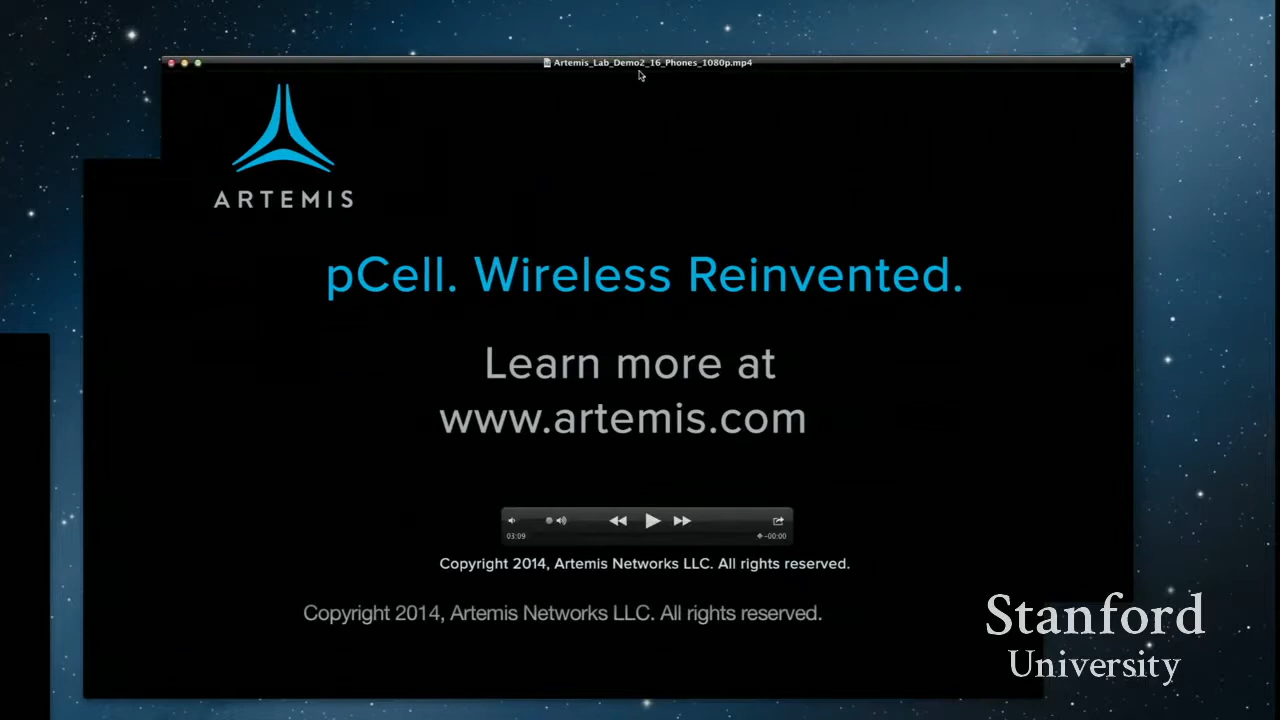 Artemis_Lab_Demo2_16_Phones_1080p.mp4
ARTEMIS
pCell. Wireless Reinvented.
Learn more at
www.artemis.com
03:09
-00:00
Copyright 2014, Artemis Networks LLC. All rights reserved.
Copyright 2014, Artemis Networks LLC. All rights reserved.
Stanford
University